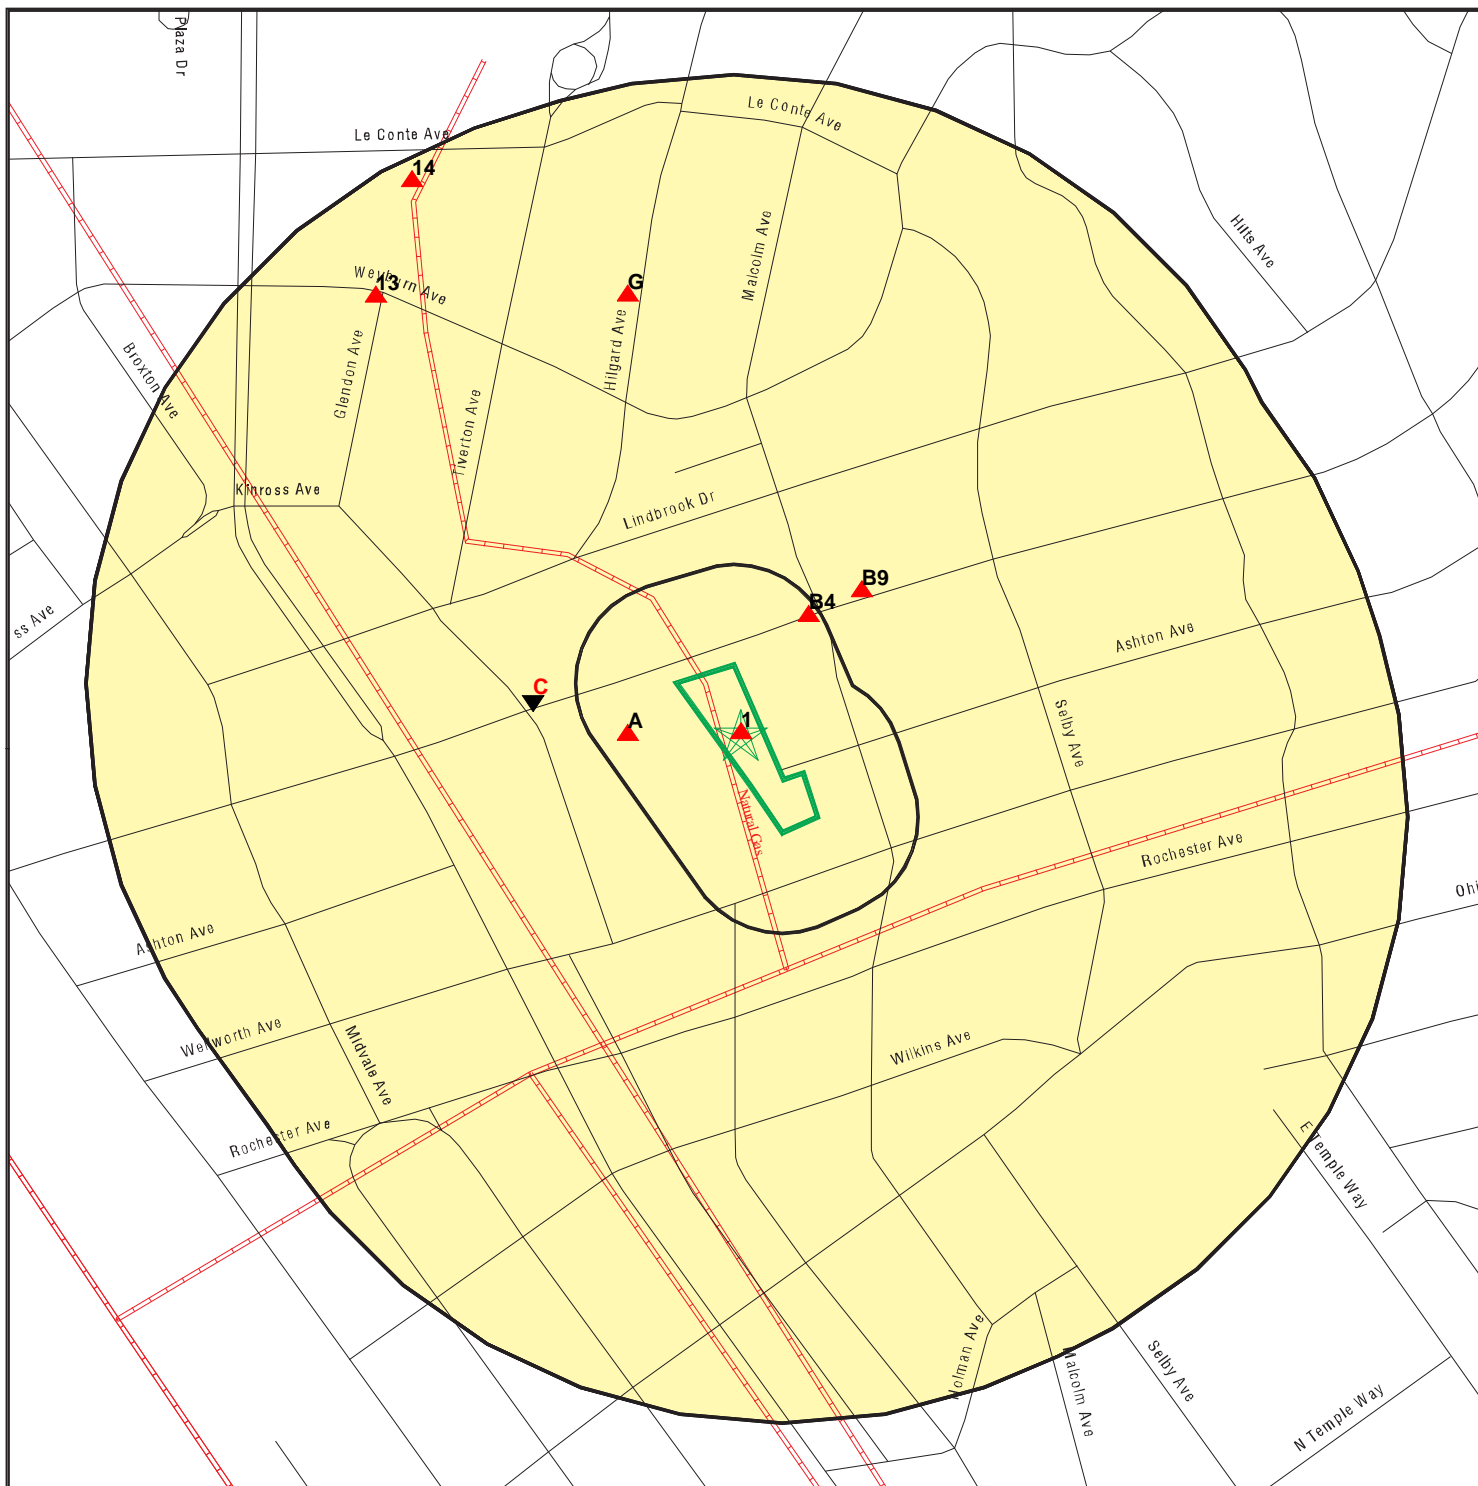 Plaza Dr
Le Conte Ave
Le Conte Ave
14
Hilts Ave
Malcolm Ave
Weyburn Ave
13
G
Hilgard Ave
Glendon Ave
Broxton Ave
Tiverton Ave
Kinross Ave
Lindbrook Dr
B9
B4
ss Ave
Ashton Ave
C
A
1
Selby Ave
Natural Gas
Rochester Ave
Ohi
Ashton Ave
Wellworth Ave
Midvale Ave
Wilkins Ave
Rochester Ave
E Temple Way
Holman Ave
Malcolm Ave
Selby Ave
N Temple Way